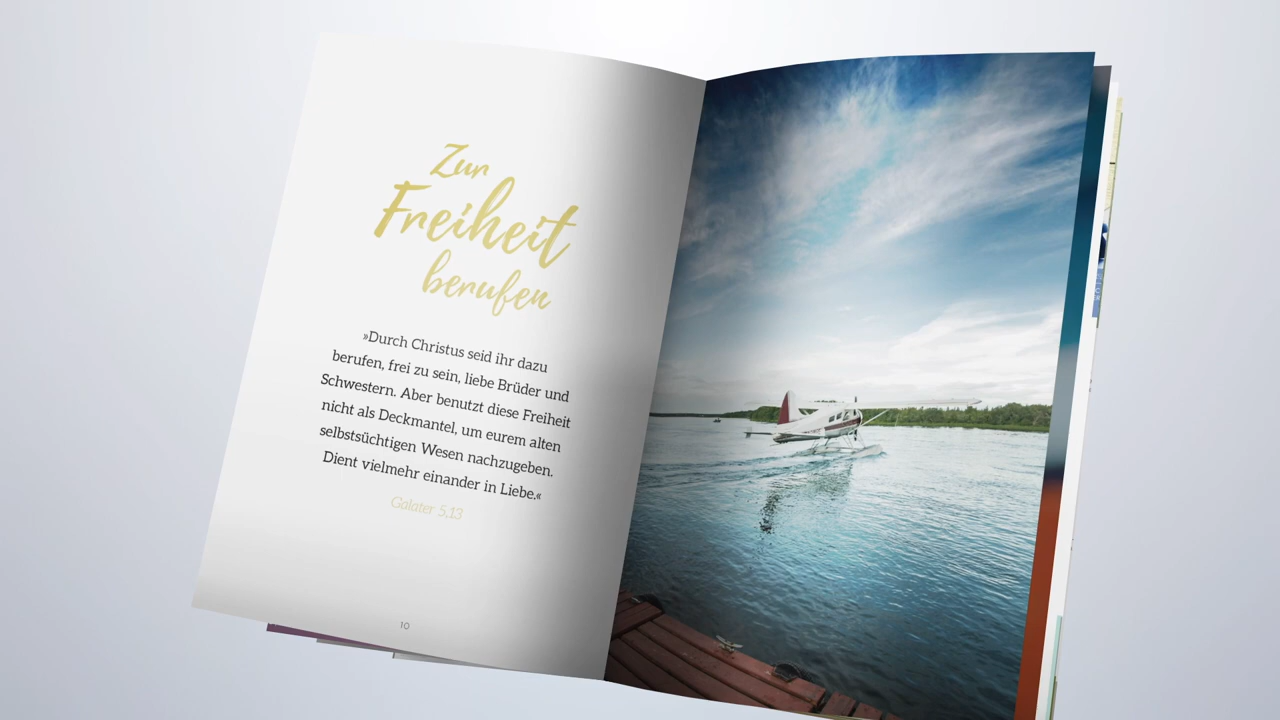 Zur
Freiheit
berufen
»Durch Christus seid ihr dazu
berufen, frei zu sein, liebe Brüder und
Schwestern. Aber benutzt diese Freiheit
nicht als Deckmantel, um eurem alten
selbstsüchtigen Wesen nachzugeben.
Dient vielmehr einander in Liebe.«
Galater 5,13
10